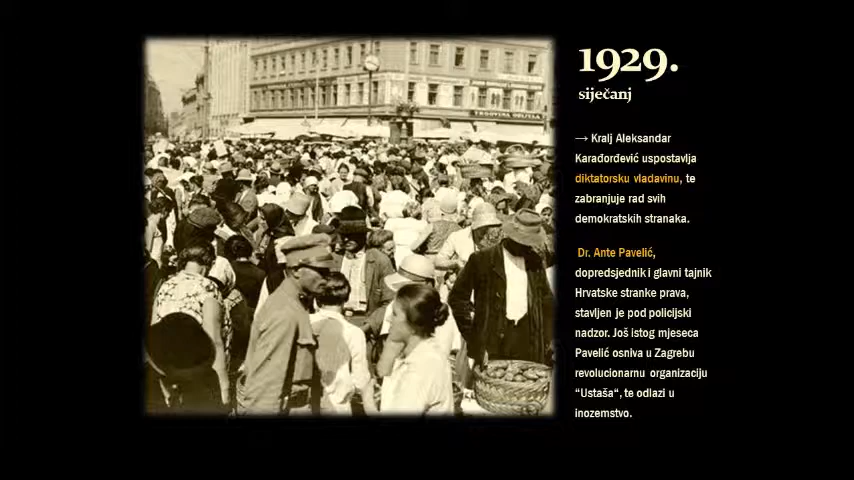 1929.
siječanj
→ Kralj Aleksandar
Karađorđević uspostavlja
diktatorsku vladavinu, te
zabranjuje rad svih
demokratskih stranaka.
Dr. Ante Pavelić,
dopredsjednik i glavni tajnik
Hrvatske stranke prava,
stavljen je pod policijski
nadzor. Još istog mjeseca
Pavelić osniva u Zagrebu
revolucionarnu organizaciju
“Ustaša“, te odlazi u
inozemstvo.
TRGOVINA ODIJELA